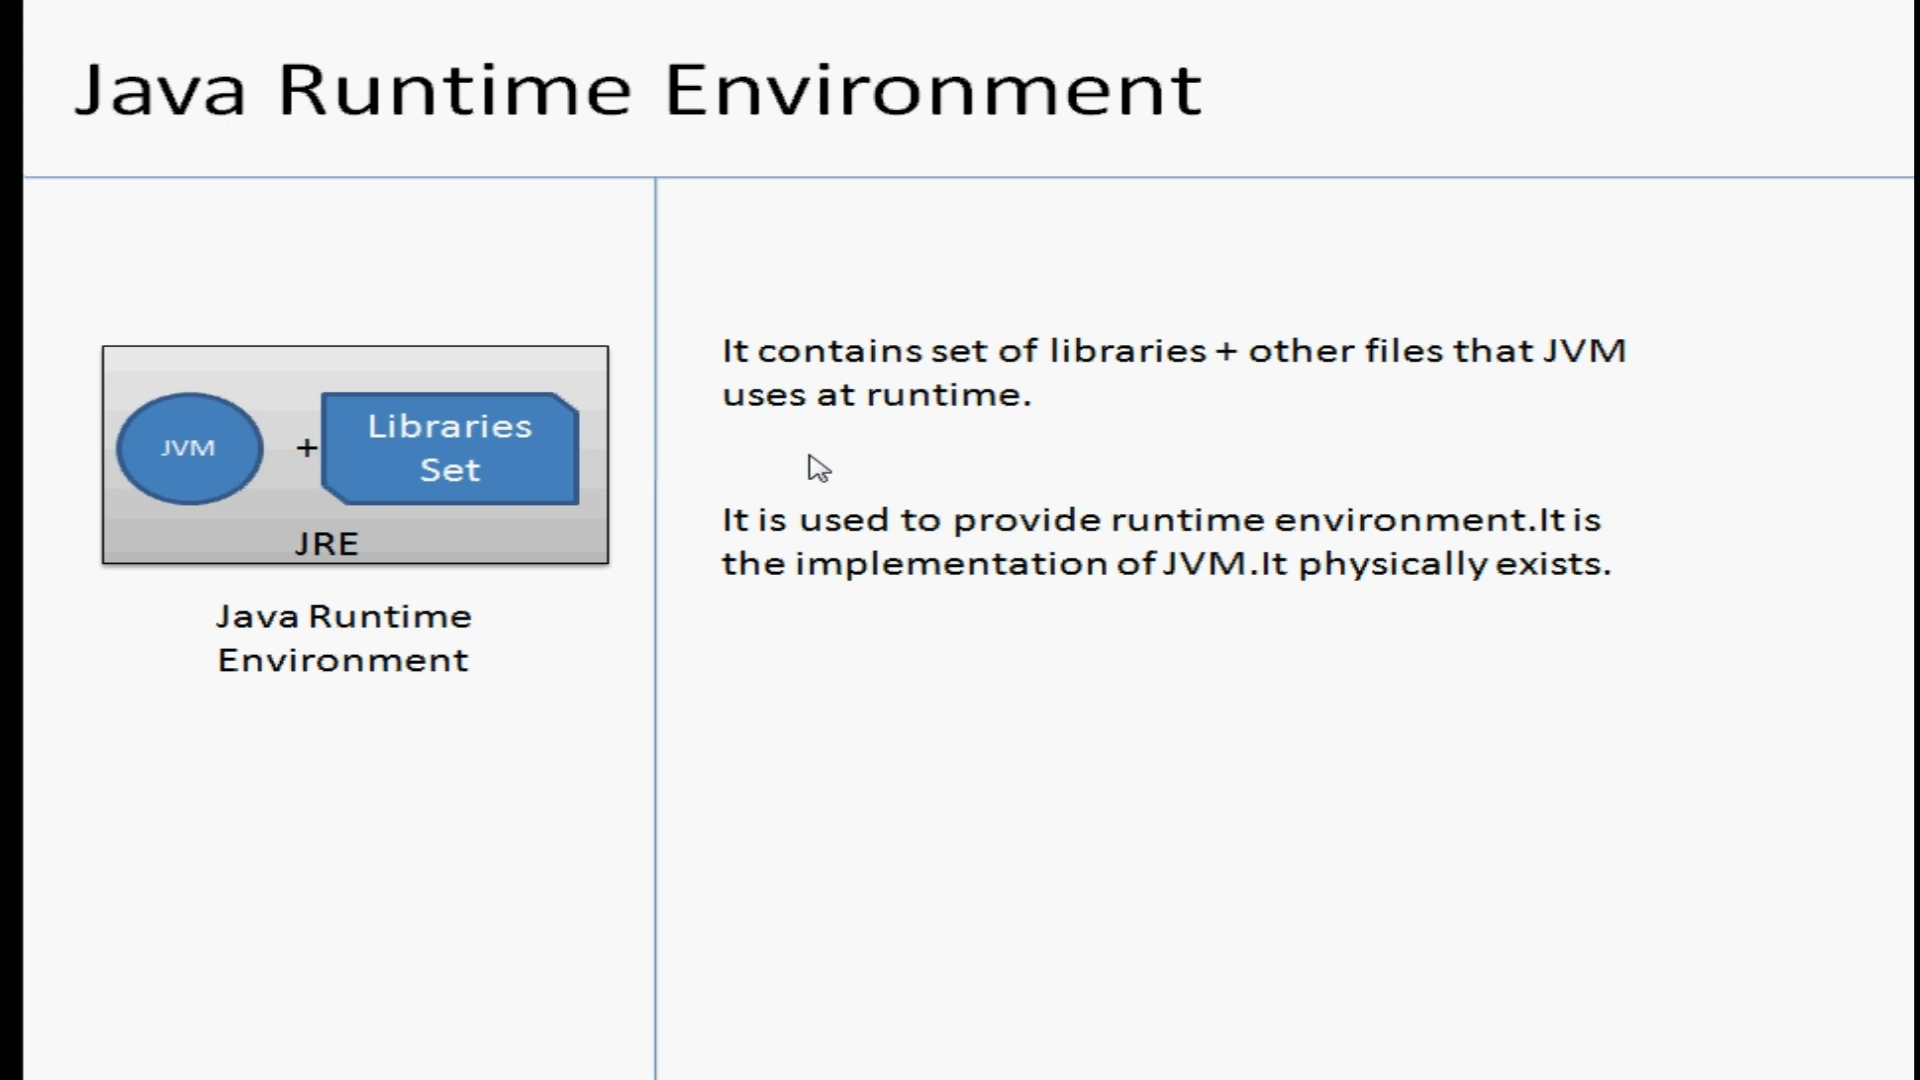 Java Runtime Environment
JVM
+
Libraries
Set
JRE
Java Runtime
Environment
It contains set of libraries + other files that JVM
uses at runtime.
It is used to provide runtime environment.It is
the implementation of JVM.It physically exists.